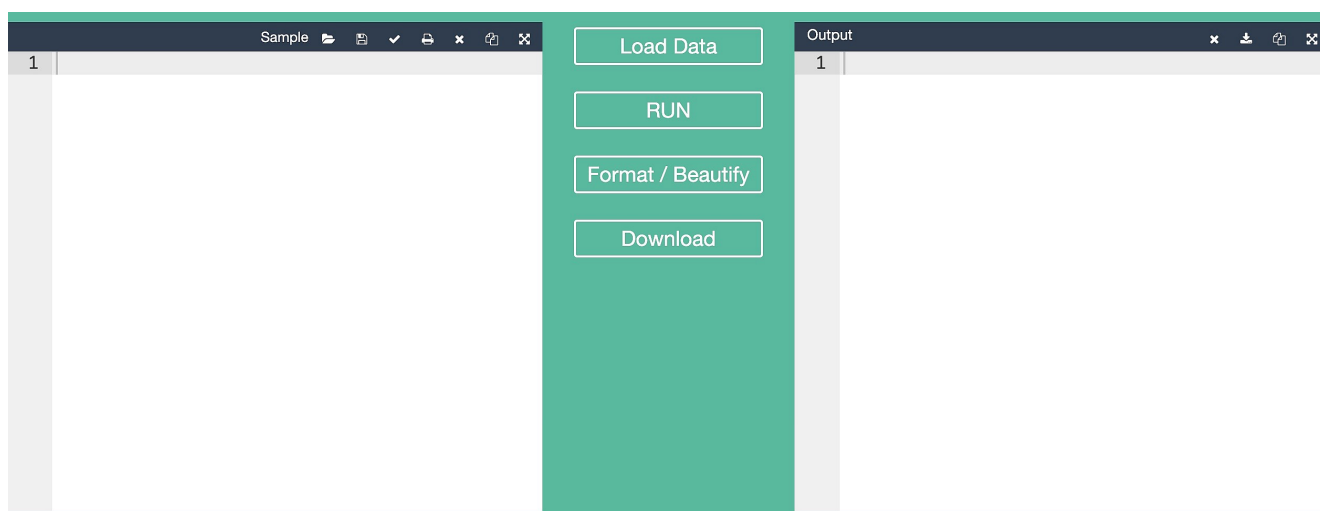 Sample
1
Load Data
RUN
Format / Beautify
Download
Output
1